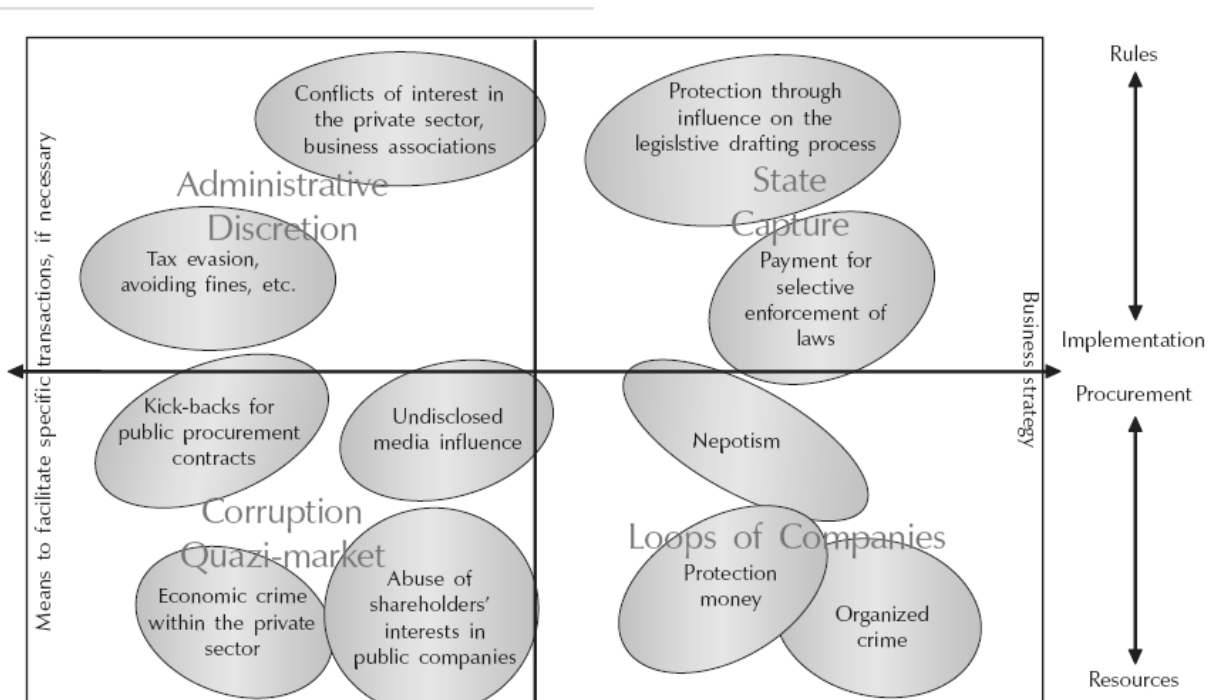 Rules
Conflicts of interest in
the private sector,
business associations
Protection through
influence on the
legislstive drafting process
Administrative
Discretion
State
Capture
Tax evasion,
avoiding fines, etc.
Payment for
selective
enforcement of
laws
Means to facilitate specific transactions, if necessary
Business strategy
Implementation
Procurement
Kick-backs for
public procurement
contracts
Undisclosed
media influence
Nepotism
Corruption
Quazi-market
Loops of Companies
Economic crime
within the private
sector
Abuse of
shareholders'
interests in
public companies
Protection
money
Organized
crime
Resources